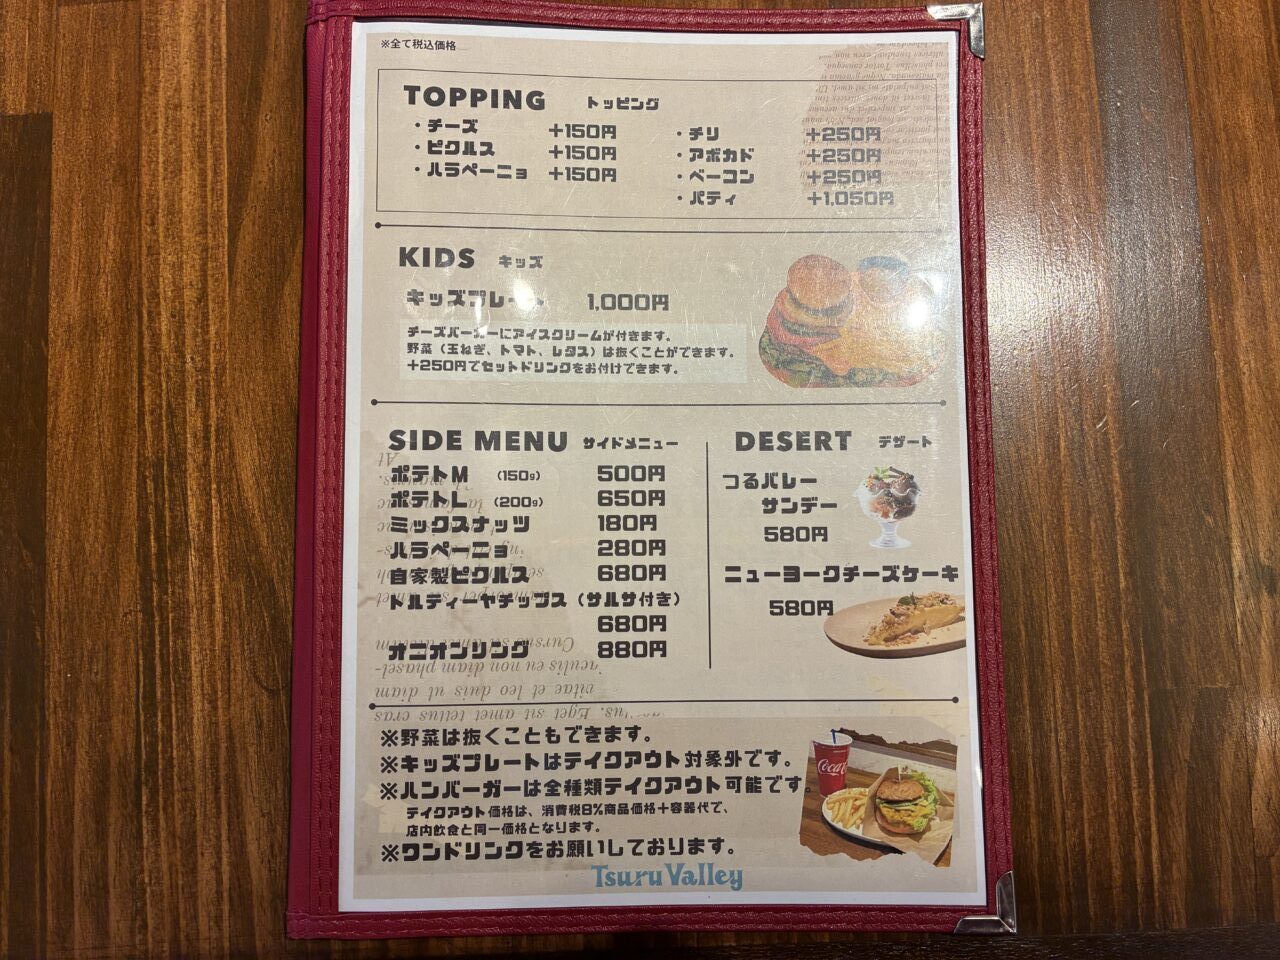 ※全て税込価格
TOPPING トッピング
・チーズ +150円
・ピクルス +150円
・ハラペーニョ +150円
・チリ +250円
・アボカド +250円
・ベーコン +250円
・パティ +1,050円
KIDS キッズ
キッズプレート 1,000円
チーズバーガーにアイスクリームが付きます。
野菜（玉ねぎ、トマト、レタス）は抜くことができます。
+250円でセットドリンクをお付けできます。
SIDE MENU サイドメニュー
ポテトM (150g) 500円
ポテトL (200g) 650円
ミックスナッツ 180円
ハラペーニョ 280円
自家製ピクルス 680円
トルティーヤチップス（サルサ付き）
680円
オニオンリング 880円
DESERT デザート
つるバレー
サンデー
580円
ニューヨークチーズケーキ
580円
※野菜は抜くこともできます。
※キッズプレートはテイクアウト対象外です。
※ハンバーガーは全種類テイクアウト可能です。
テイクアウト価格は、消費税8%商品価格+容器代で、
店内飲食と同一価格となります。
※ワンドリンクをお願いしております。
Tsuru Valley